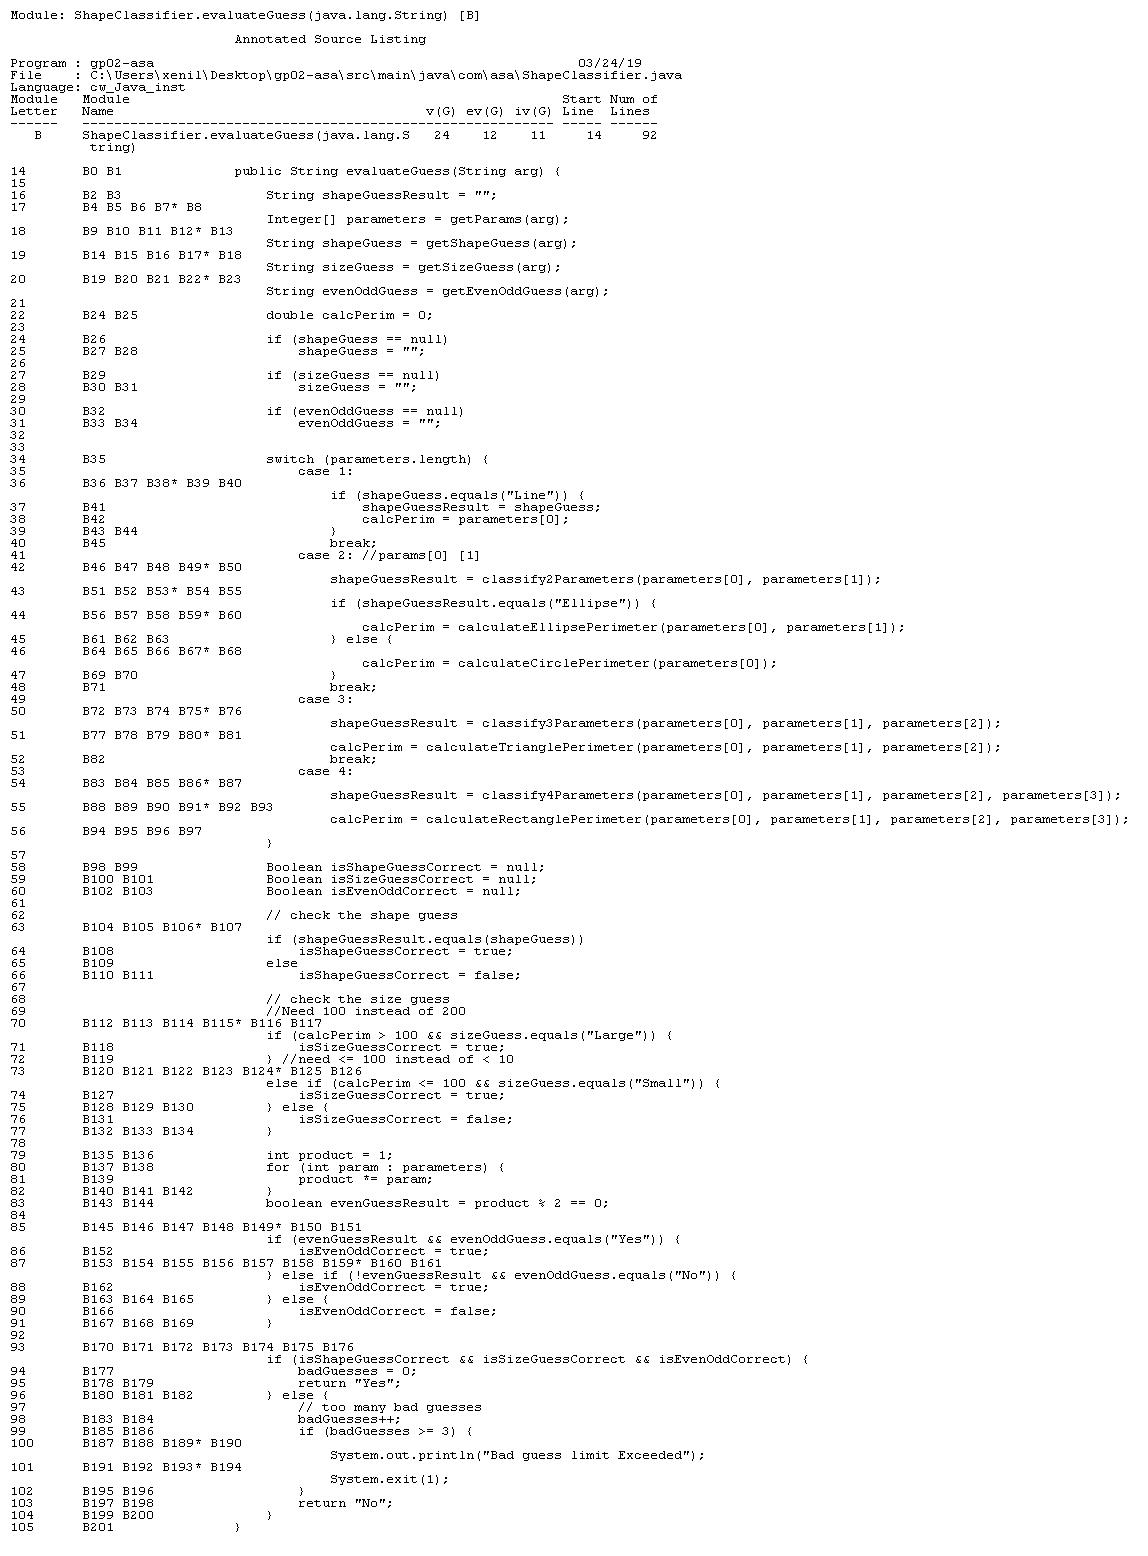 Module: ShapeClassifier.evaluateGuess(java.lang.String) [B]
Annotated Source Listing
Program : gp02-asa 03/24/19
File : C:\Users\xenil\Desktop\gp02-asa\src\main\java\com\asa\ShapeClassifier.java
Language: cw_Java_inst
Module Module Start Num of
Letter Name v(G) ev(G) iv(G) Line Lines
------ ----------------------------------------------------------- ----- ------
B ShapeClassifier.evaluateGuess(java.lang.S 24 12 11 14 92
tring)
14 B0 B1 public String evaluateGuess(String arg) {
15
16 B2 B3 String shapeGuessResult = "";
17 B4 B5 B6 B7* B8
Integer[] parameters = getParams(arg);
18 B9 B10 B11 B12* B13
String shapeGuess = getShapeGuess(arg);
19 B14 B15 B16 B17* B18
String sizeGuess = getSizeGuess(arg);
20 B19 B20 B21 B22* B23
String evenOddGuess = getEvenOddGuess(arg);
21
22 B24 B25 double calcPerim = 0;
23
24 B26 if (shapeGuess == null)
25 B27 B28 shapeGuess = "";
26
27 B29 if (sizeGuess == null)
28 B30 B31 sizeGuess = "";
29
30 B32 if (evenOddGuess == null)
31 B33 B34 evenOddGuess = "";
32
33
34 B35 switch (parameters.length) {
35 case 1:
36 B36 B37 B38* B39 B40
if (shapeGuess.equals("Line")) {
37 B41 shapeGuessResult = shapeGuess;
38 B42 calcPerim = parameters[0];
39 B43 B44 }
40 B45 break;
41 case 2: //params[0] [1]
42 B46 B47 B48 B49* B50
shapeGuessResult = classify2Parameters(parameters[0], parameters[1]);
43 B51 B52 B53* B54 B55
if (shapeGuessResult.equals("Ellipse")) {
44 B56 B57 B58 B59* B60
calcPerim = calculateEllipsePerimeter(parameters[0], parameters[1]);
45 B61 B62 B63 } else {
46 B64 B65 B66 B67* B68
calcPerim = calculateCirclePerimeter(parameters[0]);
47 B69 B70 }
48 B71 break;
49 case 3:
50 B72 B73 B74 B75* B76
shapeGuessResult = classify3Parameters(parameters[0], parameters[1], parameters[2]);
51 B77 B78 B79 B80* B81
calcPerim = calculateTrianglePerimeter(parameters[0], parameters[1], parameters[2]);
52 B82 break;
53 case 4:
54 B83 B84 B85 B86* B87
shapeGuessResult = classify4Parameters(parameters[0], parameters[1], parameters[2], parameters[3]);
55 B88 B89 B90 B91* B92 B93
calcPerim = calculateRectanglePerimeter(parameters[0], parameters[1], parameters[2], parameters[3]);
56 B94 B95 B96 B97
}
57
58 B98 B99 Boolean isShapeGuessCorrect = null;
59 B100 B101 Boolean isSizeGuessCorrect = null;
60 B102 B103 Boolean isEvenOddCorrect = null;
61
62 // check the shape guess
63 B104 B105 B106* B107
if (shapeGuessResult.equals(shapeGuess))
64 B108 isShapeGuessCorrect = true;
65 B109 else
66 B110 B111 isShapeGuessCorrect = false;
67
68 // check the size guess
69 //Need 100 instead of 200
70 B112 B113 B114 B115* B116 B117
if (calcPerim > 100 && sizeGuess.equals("Large")) {
71 B118 isSizeGuessCorrect = true;
72 B119 } //need <= 100 instead of < 10
73 B120 B121 B122 B123 B124* B125 B126
else if (calcPerim <= 100 && sizeGuess.equals("Small")) {
74 B127 isSizeGuessCorrect = true;
75 B128 B129 B130 } else {
76 B131 isSizeGuessCorrect = false;
77 B132 B133 B134 }
78
79 B135 B136 int product = 1;
80 B137 B138 for (int param : parameters) {
81 B139 product *= param;
82 B140 B141 B142 }
83 B143 B144 boolean evenGuessResult = product % 2 == 0;
84
85 B145 B146 B147 B148 B149* B150 B151
if (evenGuessResult && evenOddGuess.equals("Yes")) {
86 B152 isEvenOddCorrect = true;
87 B153 B154 B155 B156 B157 B158 B159* B160 B161
} else if (!evenGuessResult && evenOddGuess.equals("No")) {
88 B162 isEvenOddCorrect = true;
89 B163 B164 B165 } else {
90 B166 isEvenOddCorrect = false;
91 B167 B168 B169 }
92
93 B170 B171 B172 B173 B174 B175 B176
if (isShapeGuessCorrect && isSizeGuessCorrect && isEvenOddCorrect) {
94 B177 badGuesses = 0;
95 B178 B179 return "Yes";
96 B180 B181 B182 } else {
97 // too many bad guesses
98 B183 B184 badGuesses++;
99 B185 B186 if (badGuesses >= 3) {
100 B187 B188 B189* B190
System.out.println("Bad guess limit Exceeded");
101 B191 B192 B193* B194
System.exit(1);
102 B195 B196 }
103 B197 B198 return "No";
104 B199 B200 }
105 B201 }